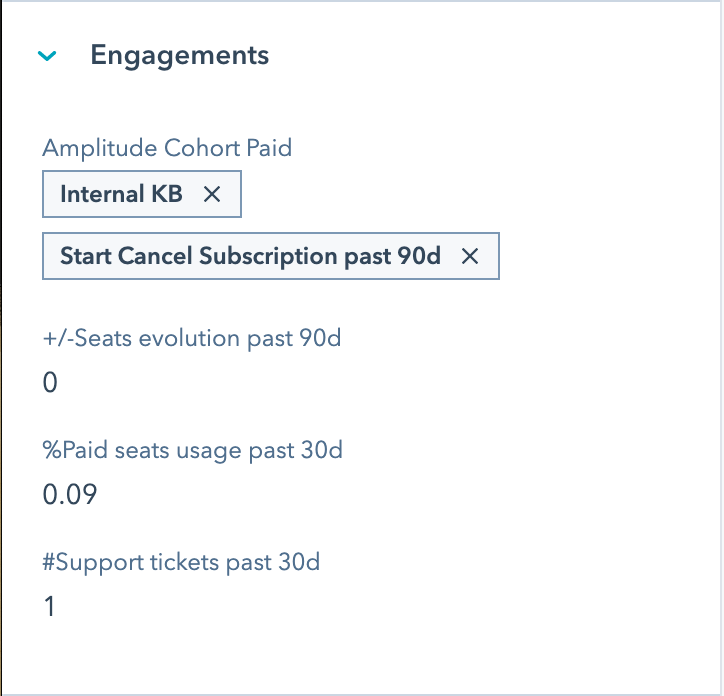 Engagements
Amplitude Cohort Paid
Internal KB
Start Cancel Subscription past 90d
+/-Seats evolution past 90d
0
%Paid seats usage past 30d
0.09
#Support tickets past 30d
1